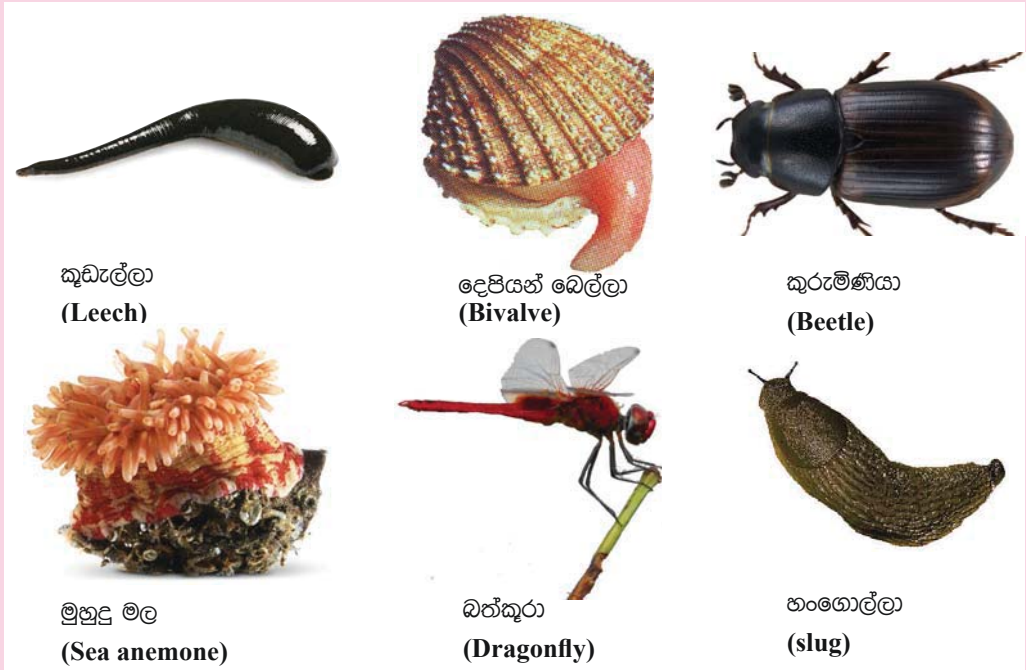 කූඩැල්ලා
(Leech)
දෙපියන් බෙල්ලා
(Bivalve)
කුරුමිණියා
(Beetle)
මුහුදු මල
(Sea anemone)
බත්කූරා
(Dragonfly)
හංගොල්ලා
(slug)